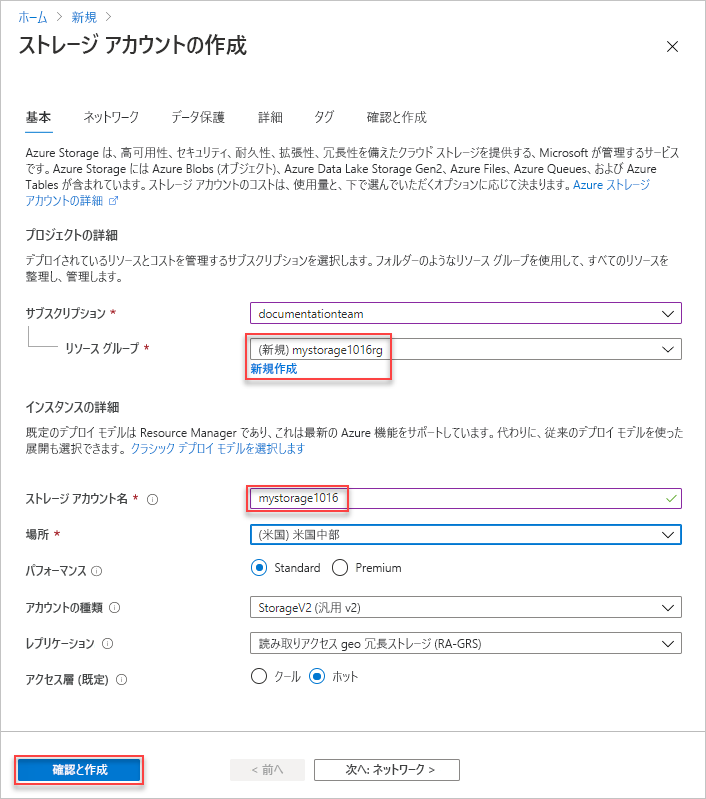 ホーム > 新規 >
ストレージ アカウントの作成
基本 ネットワーク データ保護 詳細 タグ 確認と作成
Azure Storage は、高可用性、セキュリティ、耐久性、拡張性、冗長性を備えたクラウド ストレージを提供する、Microsoft が管理するサービス
です。Azure Storage には Azure Blobs (オブジェクト)、Azure Data Lake Storage Gen2、Azure Files、Azure Queues、および Azure
Tables が含まれています。ストレージ アカウントのコストは、使用量と、下で選んでいただくオプションに応じて決まります。Azure ストレージ
アカウントの詳細
プロジェクトの詳細
デプロイされているリソースとコストを管理するサブスクリプションを選択します。フォルダーのようなリソース グループを使用して、すべてのリソースを
整理し、管理します。
サブスクリプション * documentationteam
リソース グループ * (新規) mystorage1016rg
新規作成
インスタンスの詳細
既定のデプロイ モデルは Resource Manager であり、これは最新の Azure 機能をサポートしています。代わりに、従来のデプロイ モデルを使った
展開も選択できます。 クラシック デプロイ モデルを選択します
ストレージ アカウント名 * mystorage1016
場所 * (米国) 米国中部
パフォーマンス Standard Premium
アカウントの種類 StorageV2 (汎用 v2)
レプリケーション 読み取りアクセス geo 冗長ストレージ (RA-GRS)
アクセス層 (既定) クール ホット
確認と作成 < 前へ 次へ: ネットワーク >